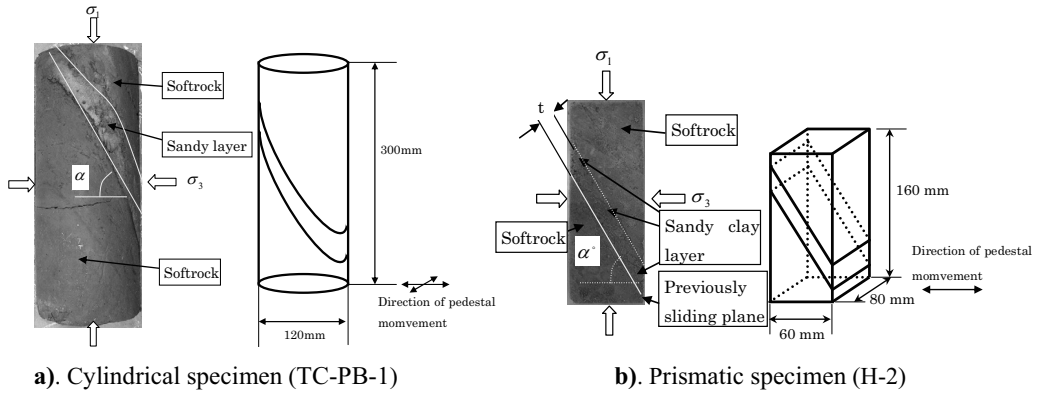 σ1
Softrock
Sandy layer
α
σ3
Softrock
300mm
Direction of pedestal
momvement
120mm
a). Cylindrical specimen (TC-PB-1)
σ1
t
Softrock
σ3
Softrock
Sandy clay
layer
α°
Previously
sliding plane
160 mm
Direction of pedestal
momvement
80 mm
60 mm
b). Prismatic specimen (H-2)